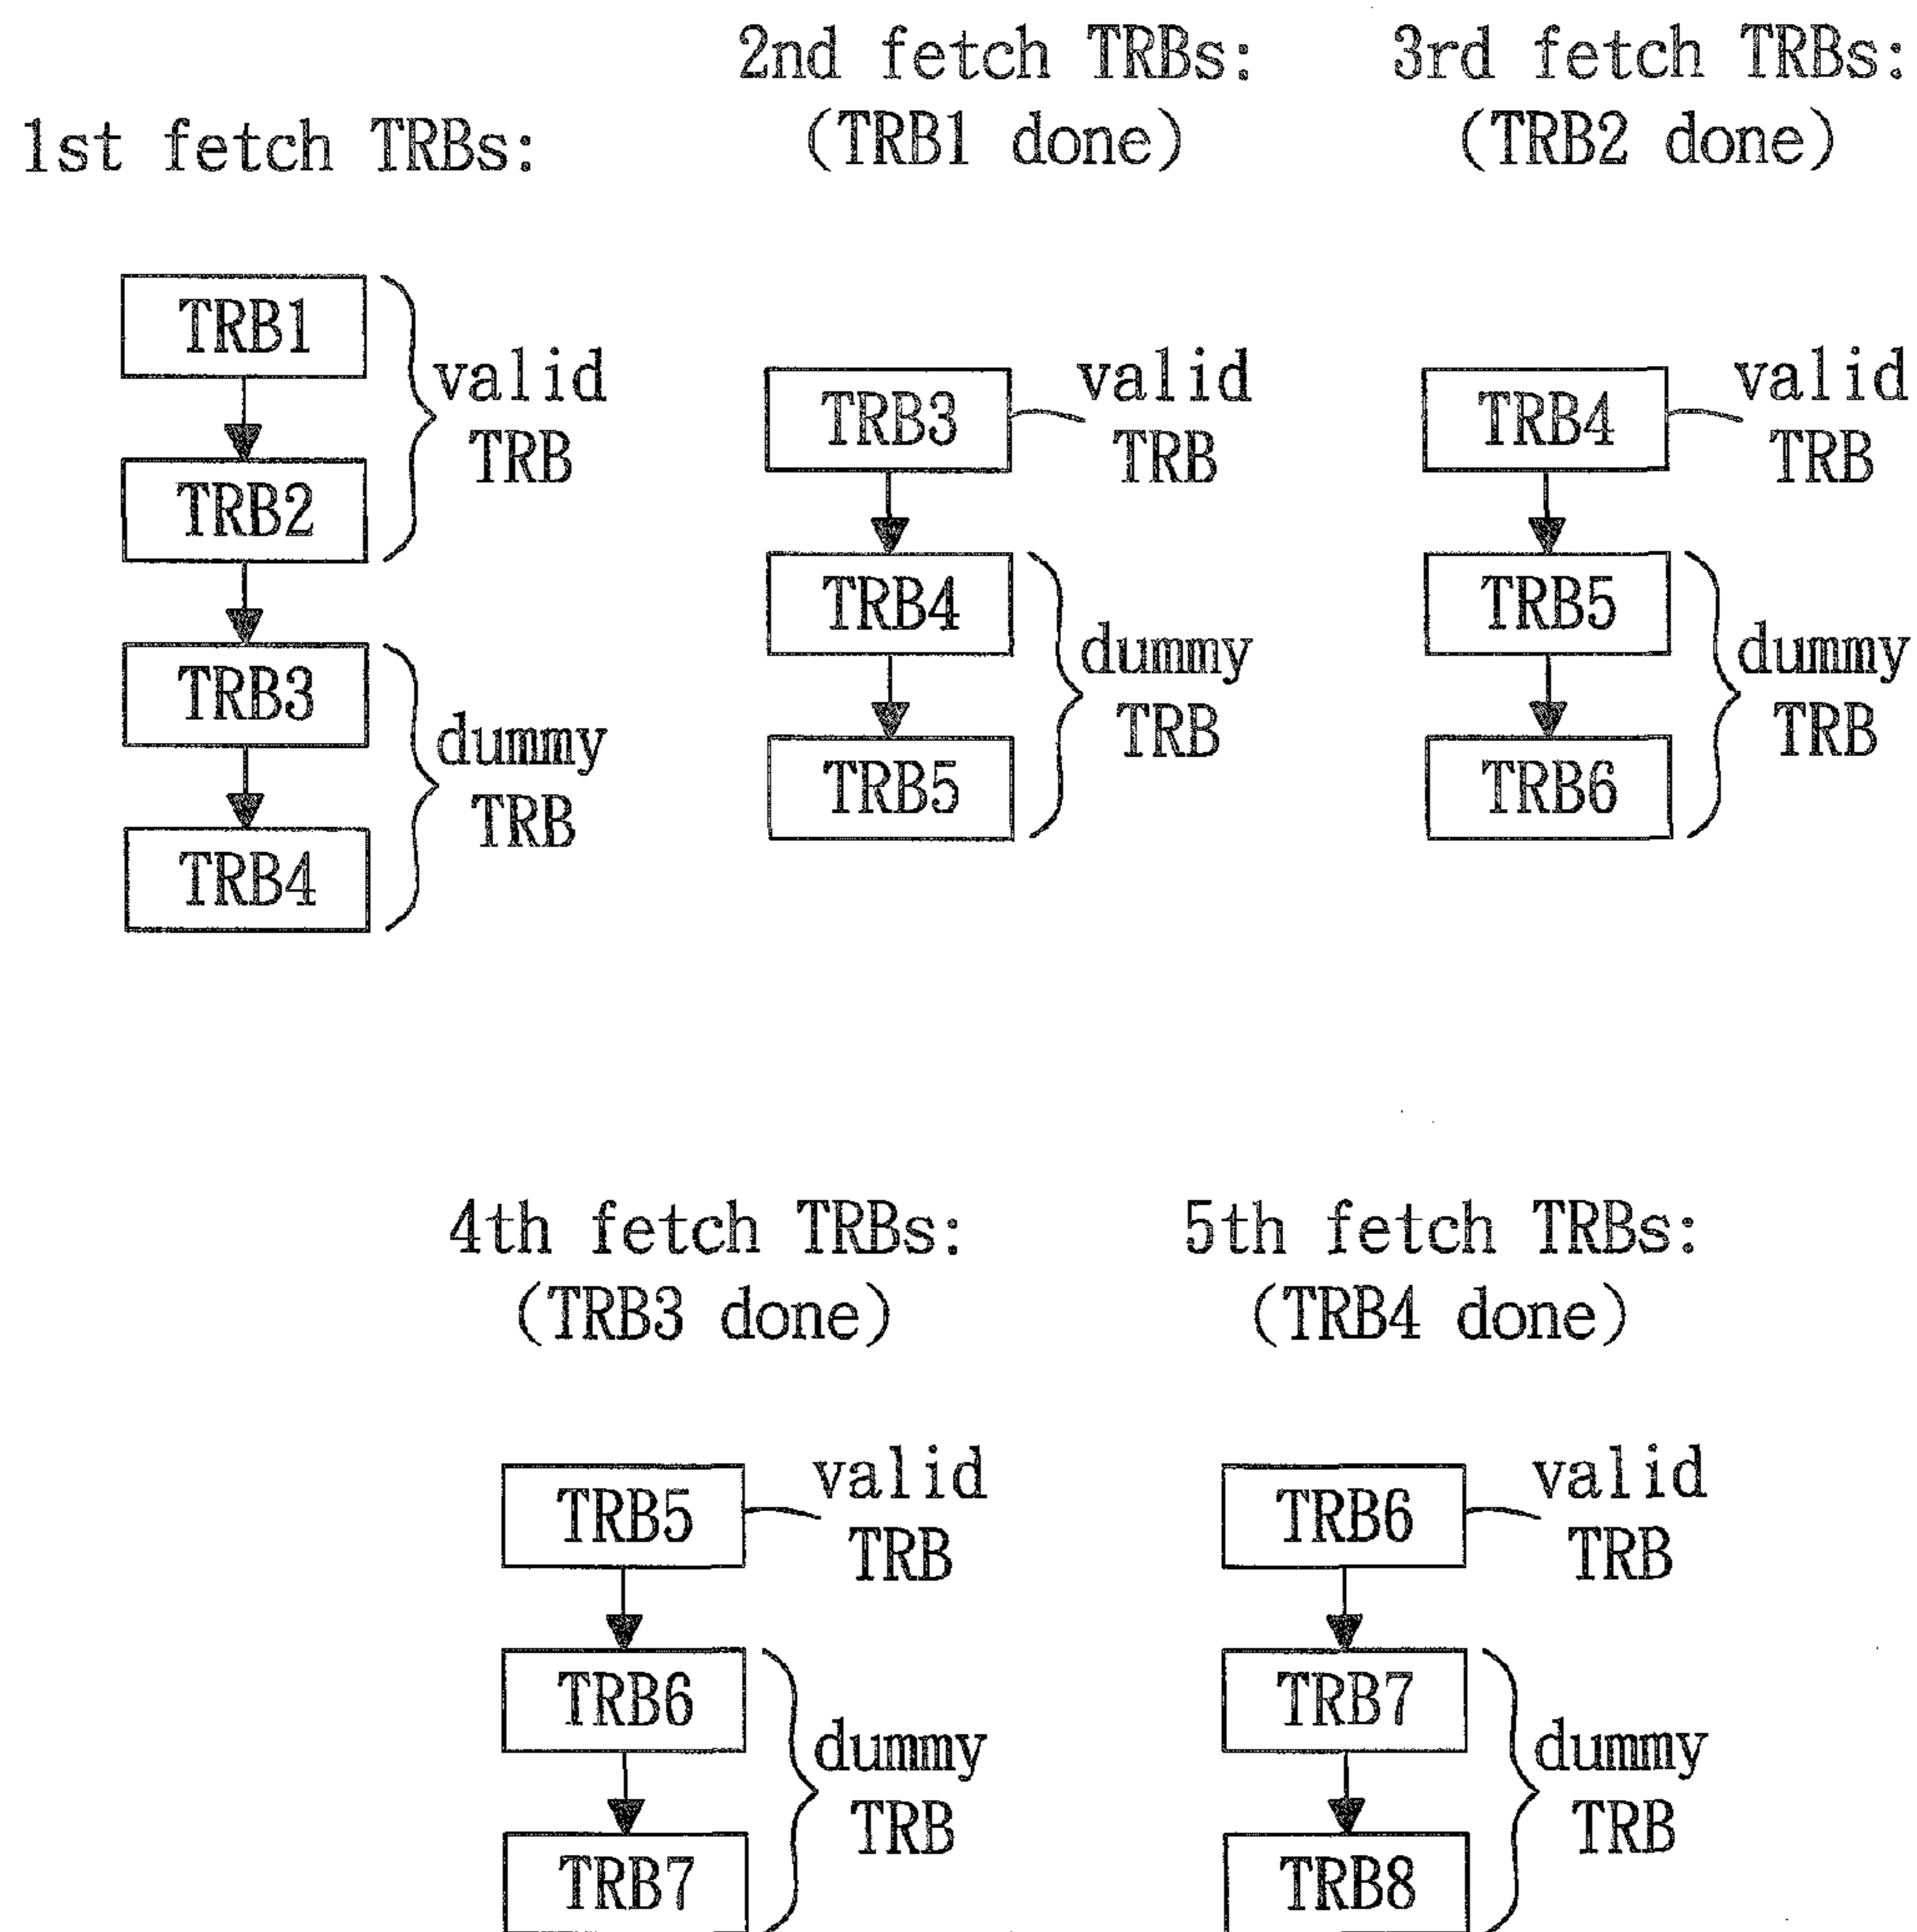 1st fetch TRBs:
TRB1
TRB2
valid
TRB
TRB3
TRB4
dummy
TRB
2nd fetch TRBs:
(TRB1 done)
TRB3
valid
TRB
TRB4
TRB5
dummy
TRB
3rd fetch TRBs:
(TRB2 done)
TRB4
valid
TRB
TRB5
TRB6
dummy
TRB
4th fetch TRBs:
(TRB3 done)
TRB5
valid
TRB
TRB6
TRB7
dummy
TRB
5th fetch TRBs:
(TRB4 done)
TRB6
valid
TRB
TRB7
TRB8
dummy
TRB